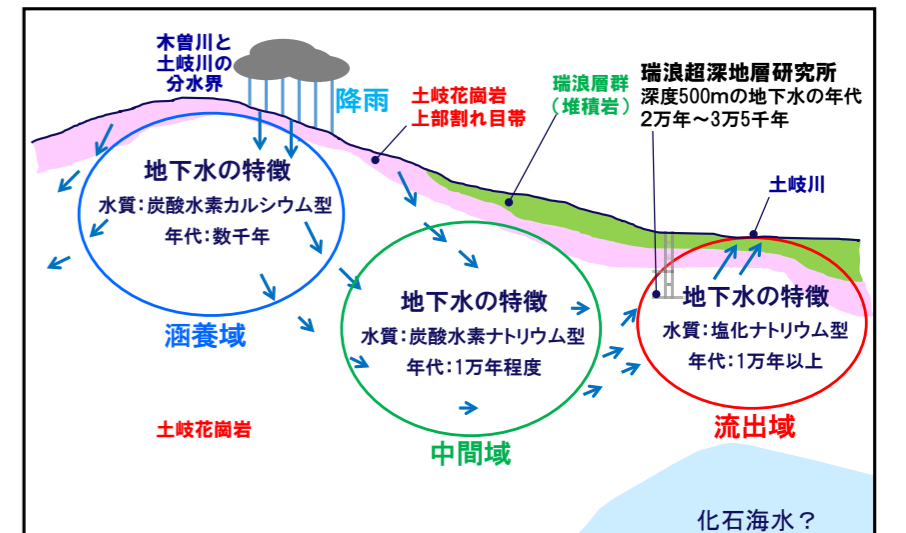 木曽川と
土岐川の
分水界
降雨
土岐花崗岩
上部割れ目帯
瑞浪層群
（堆積岩）
瑞浪超深地層研究所
深度500mの地下水の年代
2万年～3万5千年
土岐川
地下水の特徴
水質：炭酸水素カルシウム型
年代：数千年
涵養域
地下水の特徴
水質：炭酸水素ナトリウム型
年代：1万年程度
中間域
地下水の特徴
水質：塩化ナトリウム型
年代：1万年以上
流出域
土岐花崗岩
化石海水？